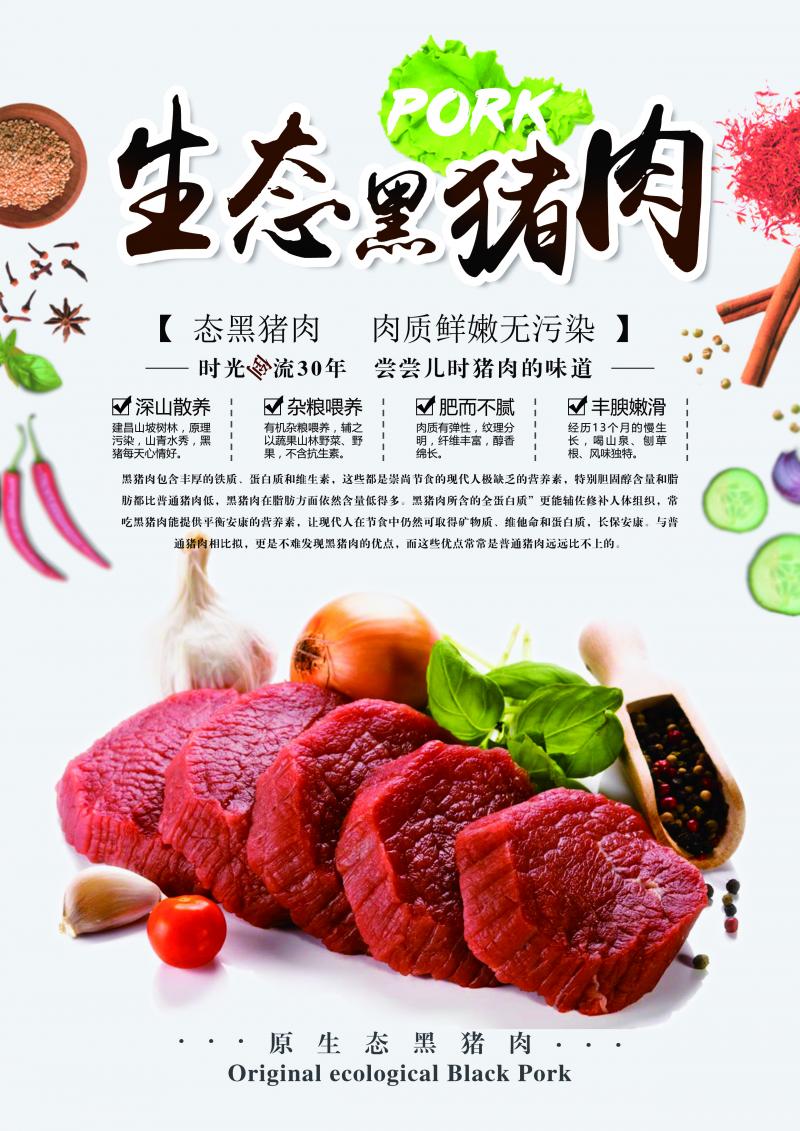 PORK
生态黑猪肉
【 态黑猪肉 肉质鲜嫩无污染 】
时光倒流30年 尝尝儿时猪肉的味道
深山散养
建昌山坡树林，原理
污染，山青水秀，黑
猪每天心情好。
杂粮喂养
有机杂粮喂养，辅之
以蔬果山林野菜、野
果，不含抗生素。
肥而不腻
肉质有弹性，纹理分
明，纤维丰富，醇香
绵长。
丰腴嫩滑
经历13个月的慢生
长，喝山泉、刨草
根、风味独特。
黑猪肉包含丰厚的铁质、蛋白质和维生素，这些都是崇尚节食的现代人极缺乏的营养素，特别胆固醇含量和脂
肪都比普通猪肉低，黑猪肉在脂肪方面依然含量低得多。黑猪肉所含的全蛋白质”更能辅佐修补人体组织，常
吃黑猪肉能提供平衡安康的营养素，让现代人在节食中仍然可取得矿物质、维他命和蛋白质，长保安康。与普
通猪肉相比拟，更是不难发现黑猪肉的优点，而这些优点常常是普通猪肉远远比不上的。
···原生态黑猪肉···
Original ecological Black Pork